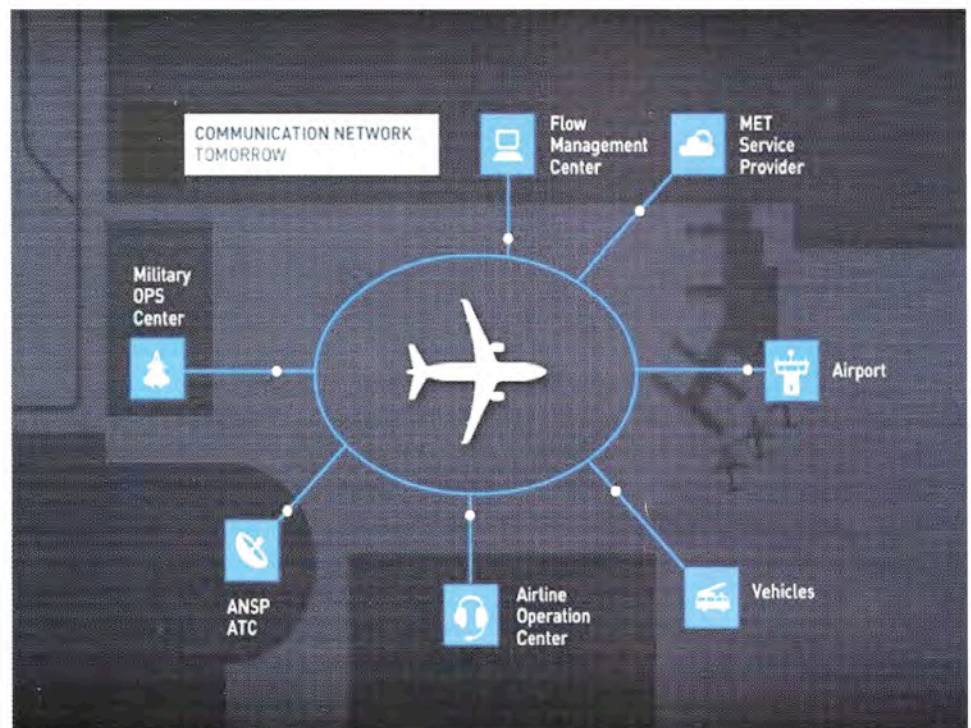 COMMUNICATION NETWORK
TOMORROW
Flow
Management
Center
MET
Service
Provider
Military
OPS
Center
Airport
ANSP
ATC
Airline
Operation
Center
Vehicles